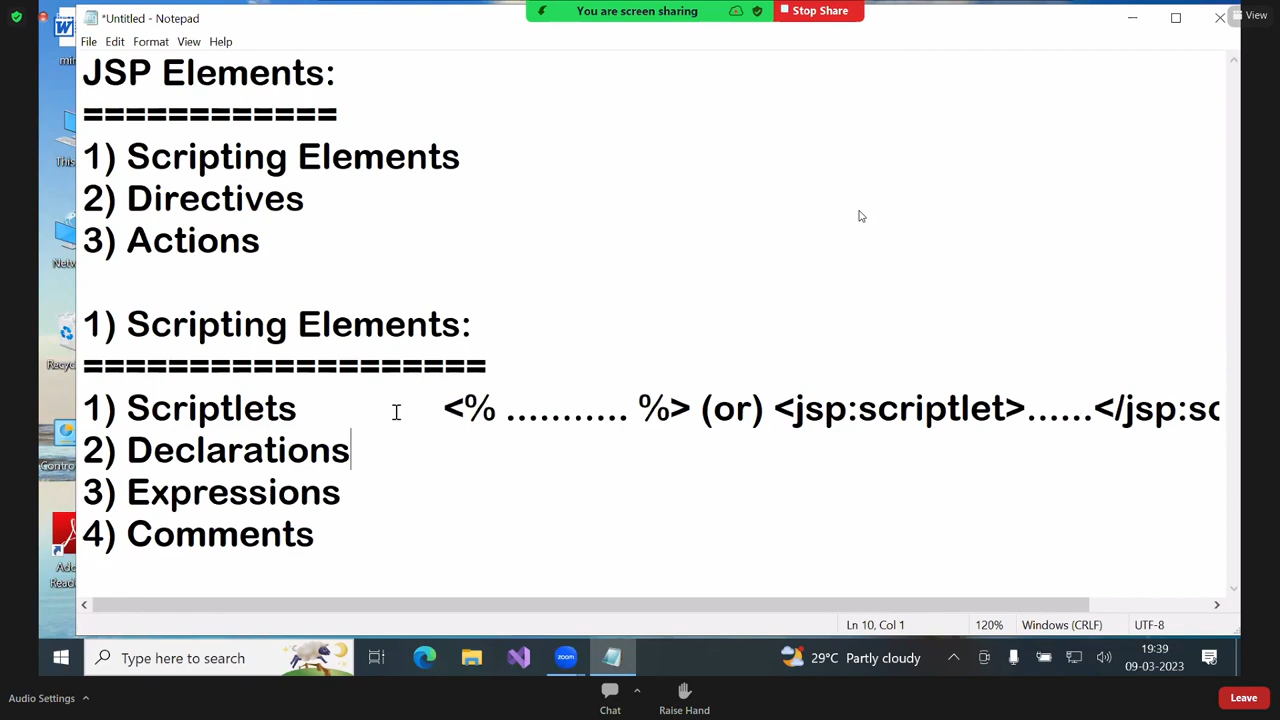 *Untitled - Notepad
You are screen sharing
Stop Share
View
File Edit Format View Help
JSP Elements:
============
1) Scripting Elements
2) Directives
3) Actions
1) Scripting Elements:
===================
1) Scriptlets <% ........... %> (or) <jsp:scriptlet>......</jsp:sc
2) Declarations
3) Expressions
4) Comments
Ln 10, Col 1 120% Windows (CRLF) UTF-8
Type here to search
zoom
29°C Partly cloudy
19:39
09-03-2023
Audio Settings
Chat
Raise Hand
Leave